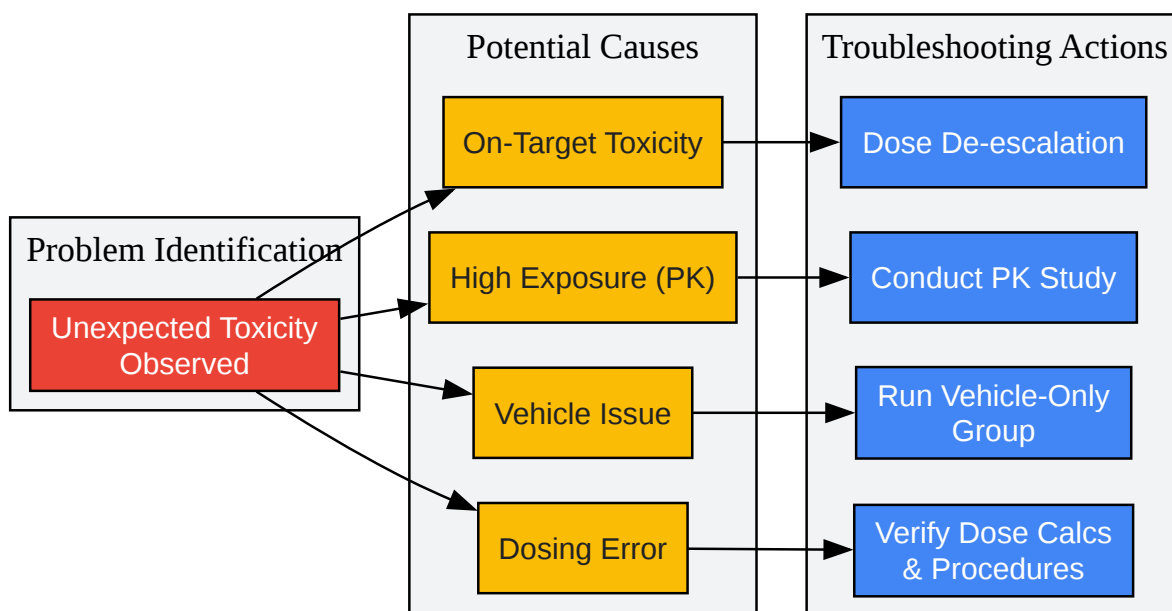 Problem Identification
Unexpected Toxicity
Observed
Potential Causes
On-Target Toxicity
High Exposure (PK)
Vehicle Issue
Dosing Error
Troubleshooting Actions
Dose De-escalation
Conduct PK Study
Run Vehicle-Only
Group
Verify Dose Calcs
& Procedures